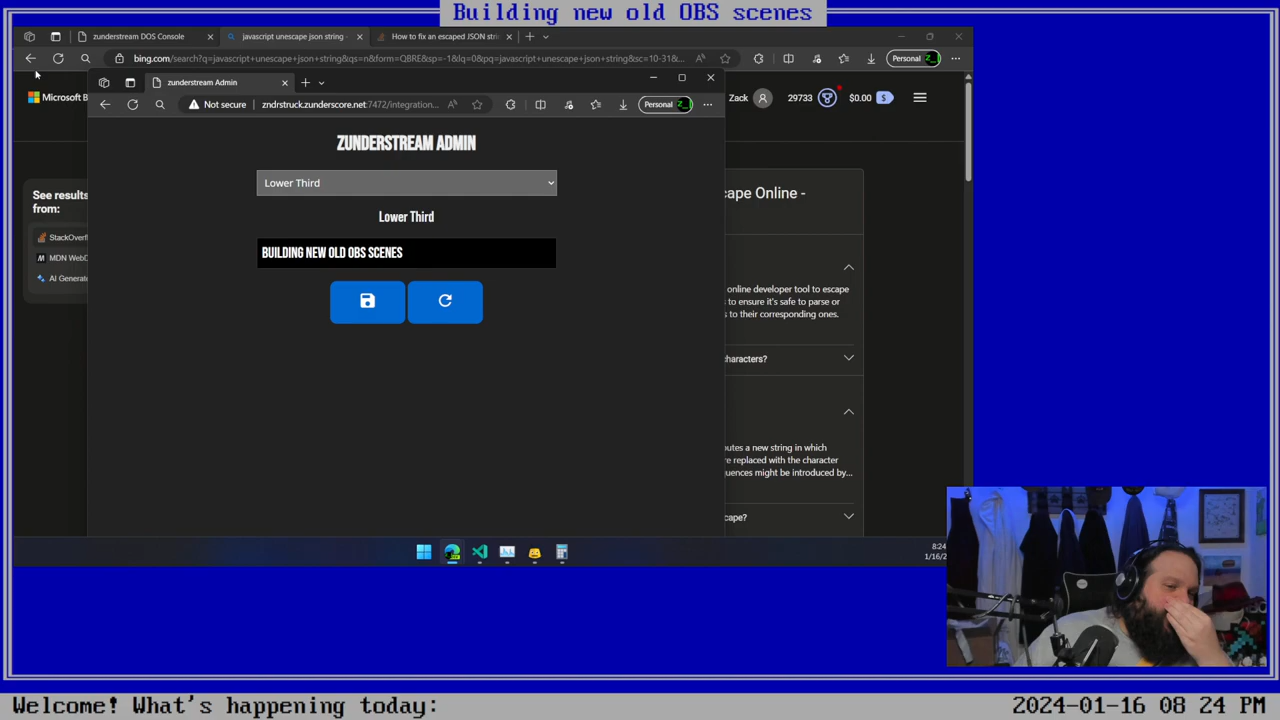 Building new old OBS scenes
zunderstream DOS Console
javascript unescape json string -
How to fix an escaped JSON stri
bing.com/search?q=javascript+unescape+json+string&qs=n&form=QBRE&sp=-1&lq=0&pq=javascript+unescape+json+string&sc=10-31&...
Personal
zunderstream Admin
Microsoft B
Zack
29733
$0.00
Not secure
zndrstruck.zunderscore.net:7472/integration...
Personal
ZUNDERSTREAM ADMIN
Lower Third
Lower Third
BUILDING NEW OLD OBS SCENES
See results
from:
StackOverfl
MDN WebD
AI Generate
cape Online -
online developer tool to escape
s to ensure it's safe to parse or
s to their corresponding ones.
characters?
utes a new string in which
re replaced with the character
quences might be introduced by...
cape?
8:24
1/16/2
Welcome! What's happening today:
2024-01-16 08 24 PM